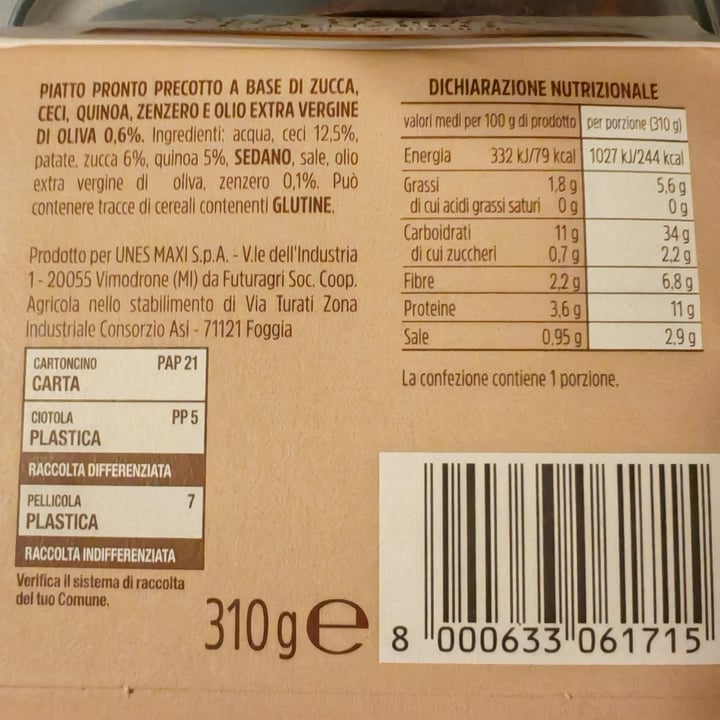 PIATTO PRONTO PRECOTTO A BASE DI ZUCCA,
CECI, QUINOA, ZENZERO E OLIO EXTRA VERGINE
DI OLIVA 0,6%. Ingredienti: acqua, ceci 12,5%,
patate, zucca 6%, quinoa 5%, SEDANO, sale, olio
extra vergine di oliva, zenzero 0,1%. Può
contenere tracce di cereali contenenti GLUTINE.
Prodotto per UNES MAXI S.p.A. - V.le dell'Industria
1 - 20055 Vimodrone (MI) da Futuragri Soc. Coop.
Agricola nello stabilimento di Via Turati Zona
Industriale Consorzio Asi - 71121 Foggia
CARTONCINO PAP 21
CARTA
CIOTOLA PP 5
PLASTICA
RACCOLTA DIFFERENZIATA
PELLICOLA 7
PLASTICA
RACCOLTA INDIFFERENZIATA
Verifica il sistema di raccolta
del tuo Comune.
310 g e
DICHIARAZIONE NUTRIZIONALE
valori medi per 100 g di prodotto per porzione (310 g)
Energia 332 kJ/79 kcal 1027 kJ/244 kcal
Grassi 1,8 g 5,6 g
di cui acidi grassi saturi 0 g 0 g
Carboidrati 11 g 34 g
di cui zuccheri 0,7 g 2,2 g
Fibre 2,2 g 6,8 g
Proteine 3,6 g 11 g
Sale 0,95 g 2,9 g
La confezione contiene 1 porzione.
8 000633 061715